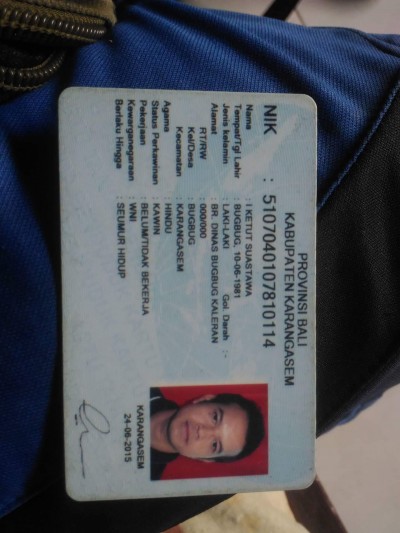 PROVINSI BALI
KABUPATEN KARANGASEM
NIK : 5107040107810114
Nama : I KETUT SUASTAWA
Tempat/Tgl Lahir : BUGBUG, 10-06-1981
Jenis kelamin : LAKI-LAKI Gol. Darah : -
Alamat : BR. DINAS BUGBUG KALERAN
RT/RW : 000/000
Kel/Desa : BUGBUG
Kecamatan : KARANGASEM
Agama : HINDU
Status Perkawinan : KAWIN
Pekerjaan : BELUM/TIDAK BEKERJA
Kewarganegaraan : WNI
Berlaku Hingga : SEUMUR HIDUP
KARANGASEM
24-06-2015